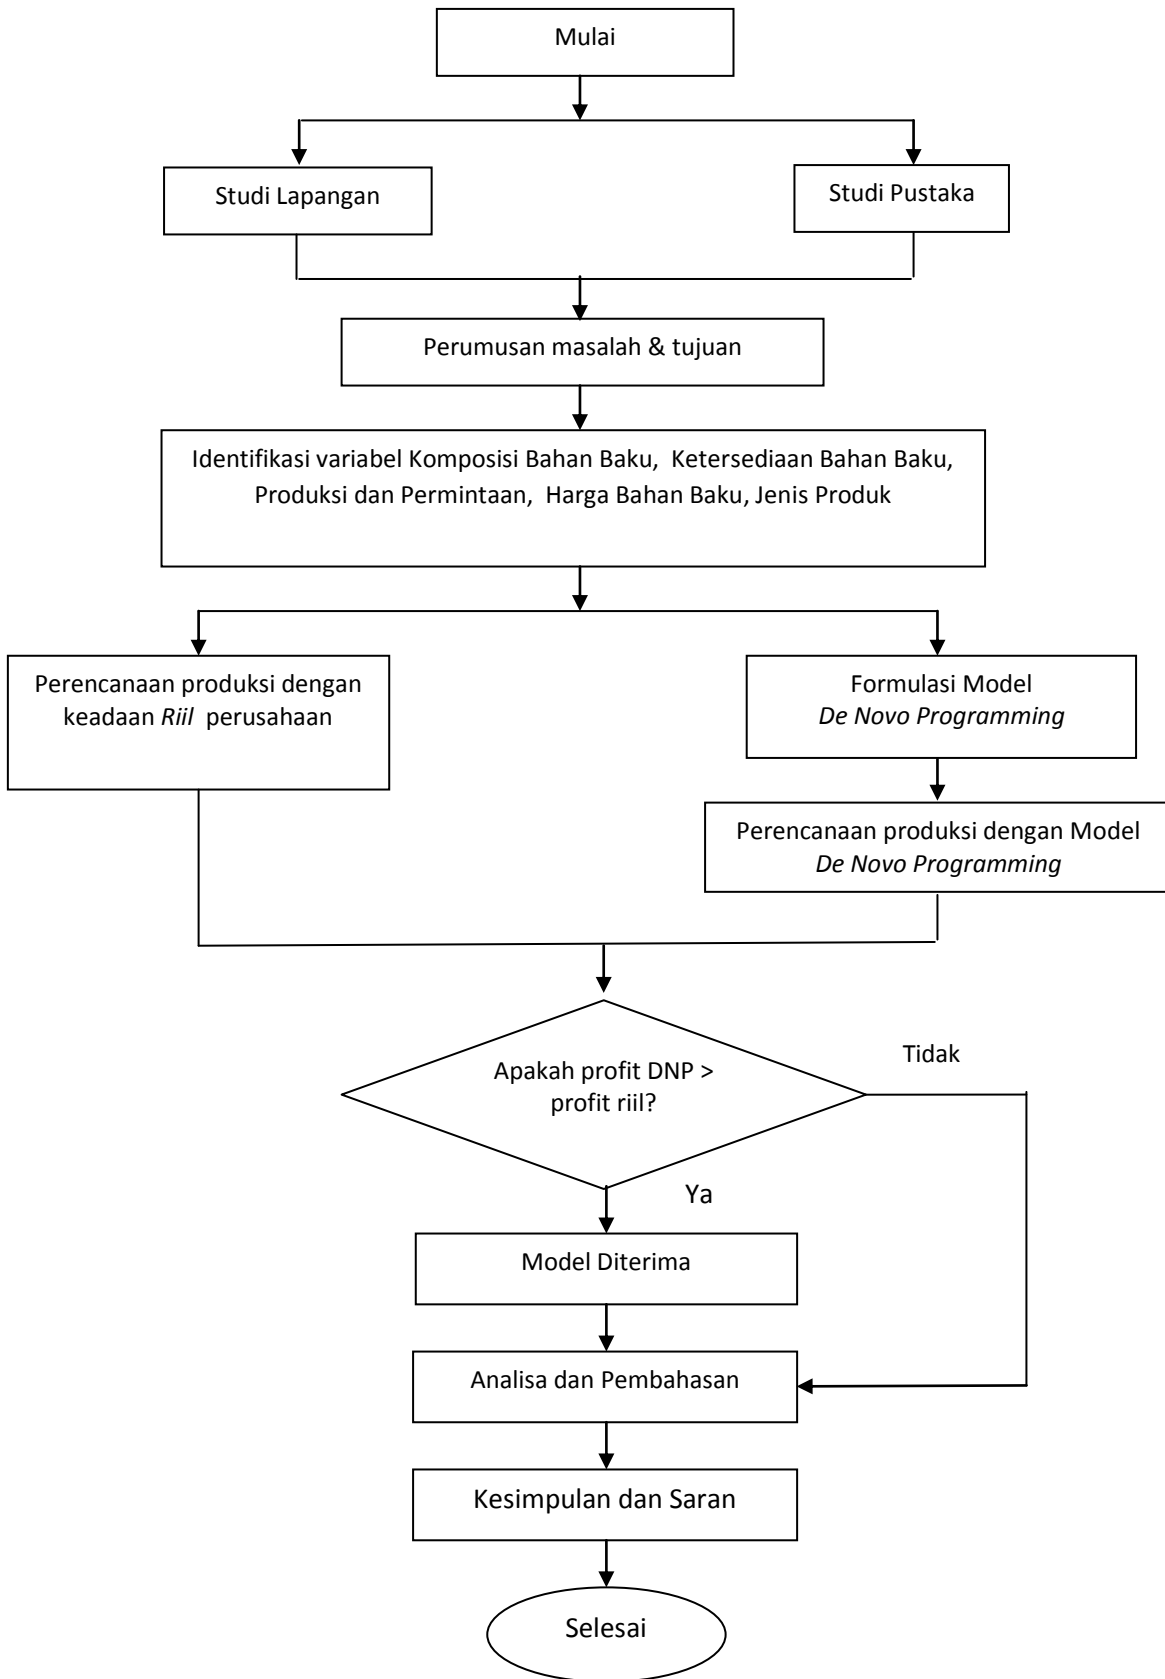 Mulai
Studi Lapangan
Studi Pustaka
Perumusan masalah & tujuan
Identifikasi variabel Komposisi Bahan Baku, Ketersediaan Bahan Baku,
Produksi dan Permintaan, Harga Bahan Baku, Jenis Produk
Perencanaan produksi dengan
keadaan Riil perusahaan
Formulasi Model
De Novo Programming
Perencanaan produksi dengan Model
De Novo Programming
Apakah profit DNP >
profit riil?
Tidak
Ya
Model Diterima
Analisa dan Pembahasan
Kesimpulan dan Saran
Selesai